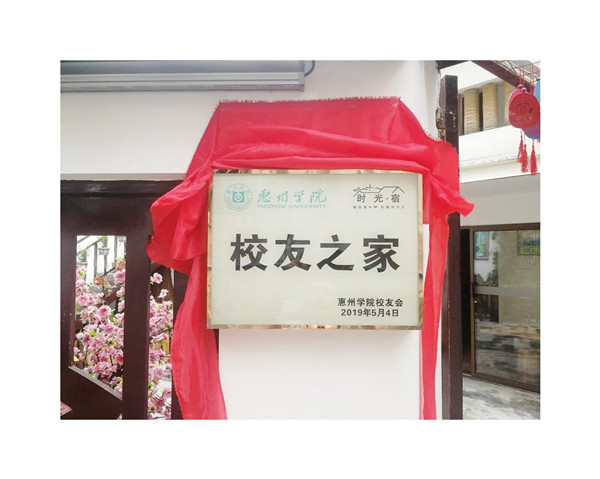 惠州学院
HUIZHOU UNIVERSITY
时光·宿
校友之家
惠州学院校友会
2019年5月4日